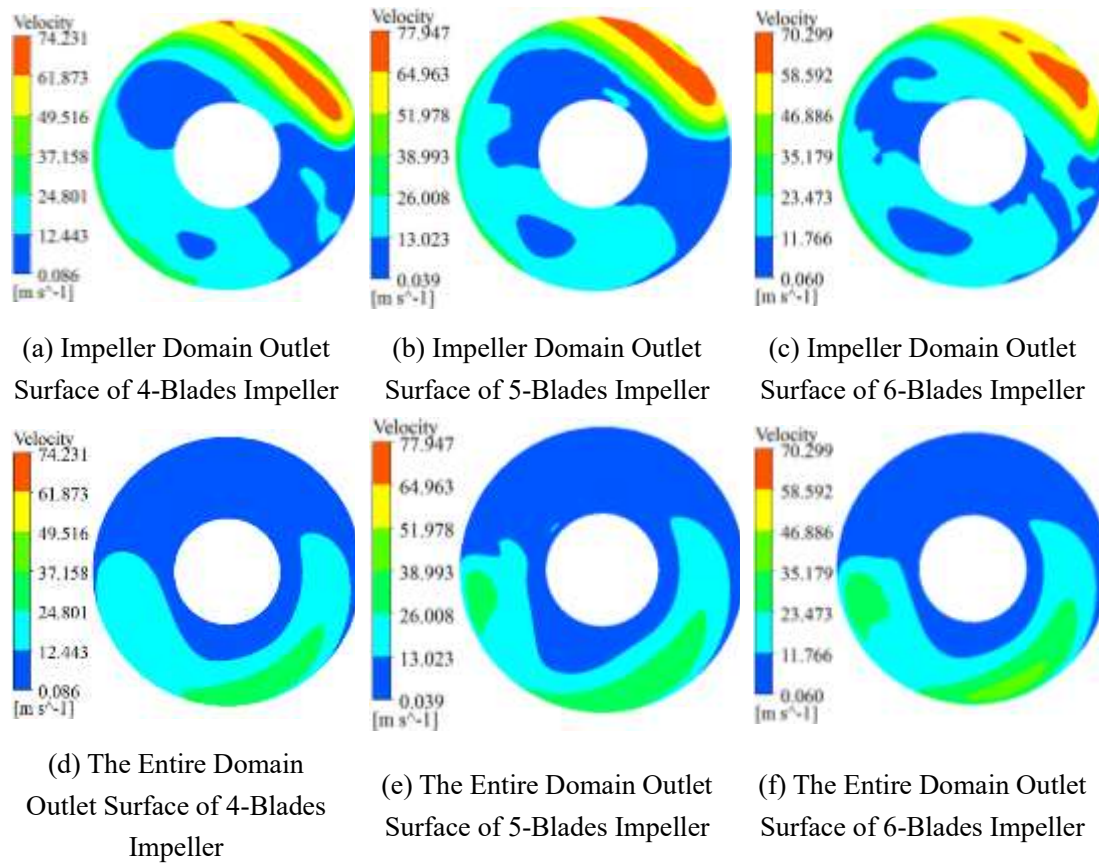 Velocity
74.231
61.873
49.516
37.158
24.801
12.443
0.086
[m s^-1]
Velocity
77.947
64.963
51.978
38.993
26.008
13.023
0.039
[m s^-1]
Velocity
70.299
58.592
46.886
35.179
23.473
11.766
0.060
[m s^-1]
(a) Impeller Domain Outlet
Surface of 4-Blades Impeller
(b) Impeller Domain Outlet
Surface of 5-Blades Impeller
(c) Impeller Domain Outlet
Surface of 6-Blades Impeller
Velocity
74.231
61.873
49.516
37.158
24.801
12.443
0.086
[m s^-1]
Velocity
77.947
64.963
51.978
38.993
26.008
13.023
0.039
[m s^-1]
Velocity
70.299
58.592
46.886
35.179
23.473
11.766
0.060
[m s^-1]
(d) The Entire Domain
Outlet Surface of 4-Blades
Impeller
(e) The Entire Domain Outlet
Surface of 5-Blades Impeller
(f) The Entire Domain Outlet
Surface of 6-Blades Impeller